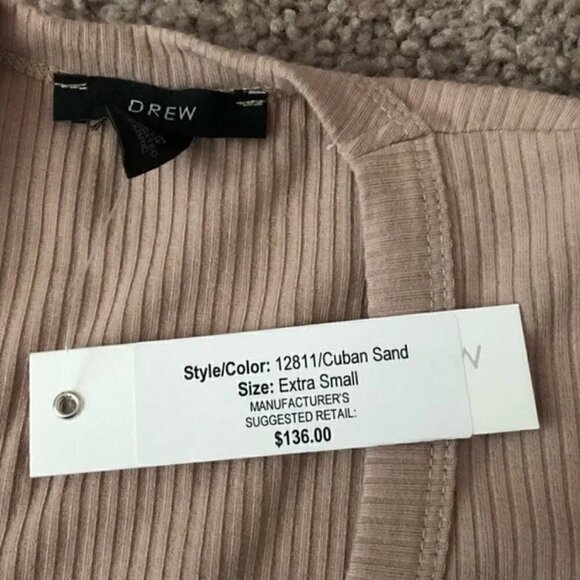 DREW
W
Style/Color: 12811/Cuban Sand
Size: Extra Small
MANUFACTURER'S
SUGGESTED RETAIL:
$136.00